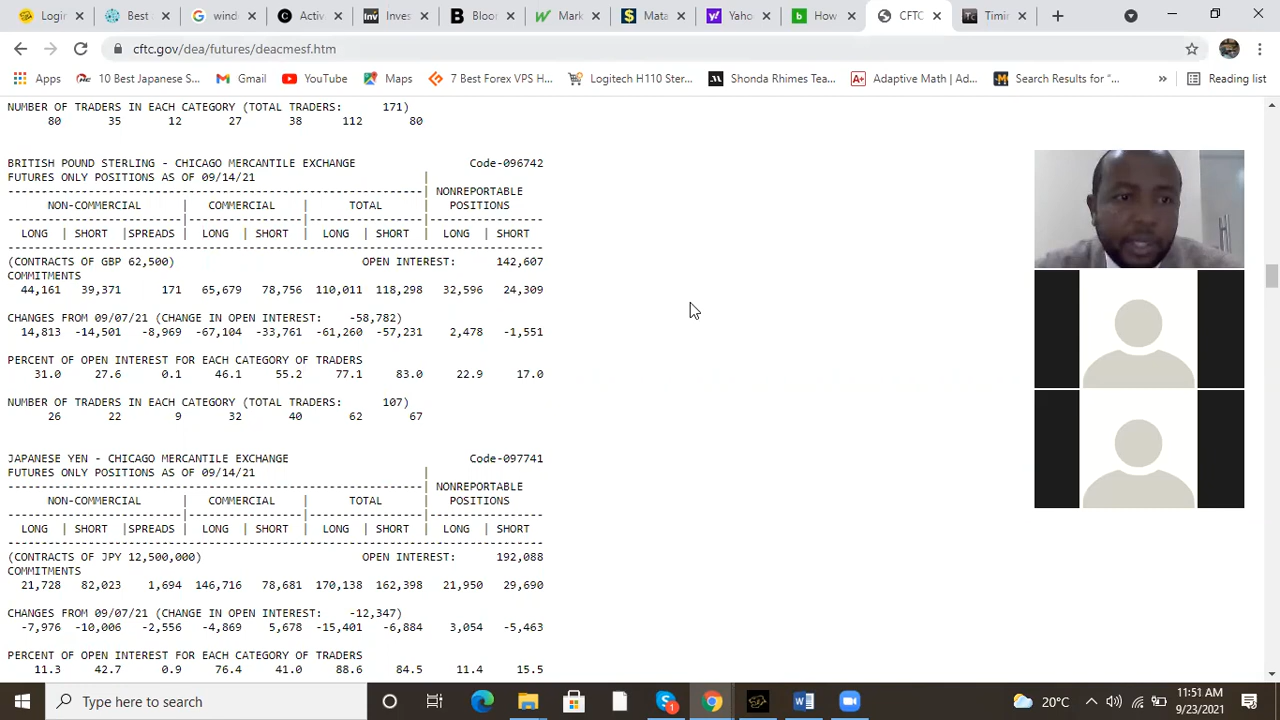 Login Best windo Activ Inves Bloon Mark Mata Yaho How CFTC Timin
cftc.gov/dea/futures/deacmesf.htm
Apps 10 Best Japanese S... Gmail YouTube Maps 7 Best Forex VPS H... Logitech H110 Ster... Shonda Rhimes Tea... Adaptive Math | Ad... Search Results for "... » Reading list
NUMBER OF TRADERS IN EACH CATEGORY (TOTAL TRADERS: 171)
80 35 12 27 38 112 80
BRITISH POUND STERLING - CHICAGO MERCANTILE EXCHANGE Code-096742
FUTURES ONLY POSITIONS AS OF 09/14/21 |
--------------------------------------------------------------| NONREPORTABLE
NON-COMMERCIAL | COMMERCIAL | TOTAL | POSITIONS
--------------------------|-----------------|-----------------|-----------------
LONG | SHORT |SPREADS | LONG | SHORT | LONG | SHORT | LONG | SHORT
--------------------------------------------------------------------------------
(CONTRACTS OF GBP 62,500) OPEN INTEREST: 142,607
COMMITMENTS
44,161 39,371 171 65,679 78,756 110,011 118,298 32,596 24,309
CHANGES FROM 09/07/21 (CHANGE IN OPEN INTEREST: -58,782)
14,813 -14,501 -8,969 -67,104 -33,761 -61,260 -57,231 2,478 -1,551
PERCENT OF OPEN INTEREST FOR EACH CATEGORY OF TRADERS
31.0 27.6 0.1 46.1 55.2 77.1 83.0 22.9 17.0
NUMBER OF TRADERS IN EACH CATEGORY (TOTAL TRADERS: 107)
26 22 9 32 40 62 67
JAPANESE YEN - CHICAGO MERCANTILE EXCHANGE Code-097741
FUTURES ONLY POSITIONS AS OF 09/14/21 |
--------------------------------------------------------------| NONREPORTABLE
NON-COMMERCIAL | COMMERCIAL | TOTAL | POSITIONS
--------------------------|-----------------|-----------------|-----------------
LONG | SHORT |SPREADS | LONG | SHORT | LONG | SHORT | LONG | SHORT
--------------------------------------------------------------------------------
(CONTRACTS OF JPY 12,500,000) OPEN INTEREST: 192,088
COMMITMENTS
21,728 82,023 1,694 146,716 78,681 170,138 162,398 21,950 29,690
CHANGES FROM 09/07/21 (CHANGE IN OPEN INTEREST: -12,347)
-7,976 -10,006 -2,556 -4,869 5,678 -15,401 -6,884 3,054 -5,463
PERCENT OF OPEN INTEREST FOR EACH CATEGORY OF TRADERS
11.3 42.7 0.9 76.4 41.0 88.6 84.5 11.4 15.5
Type here to search 20°C 11:51 AM
9/23/2021